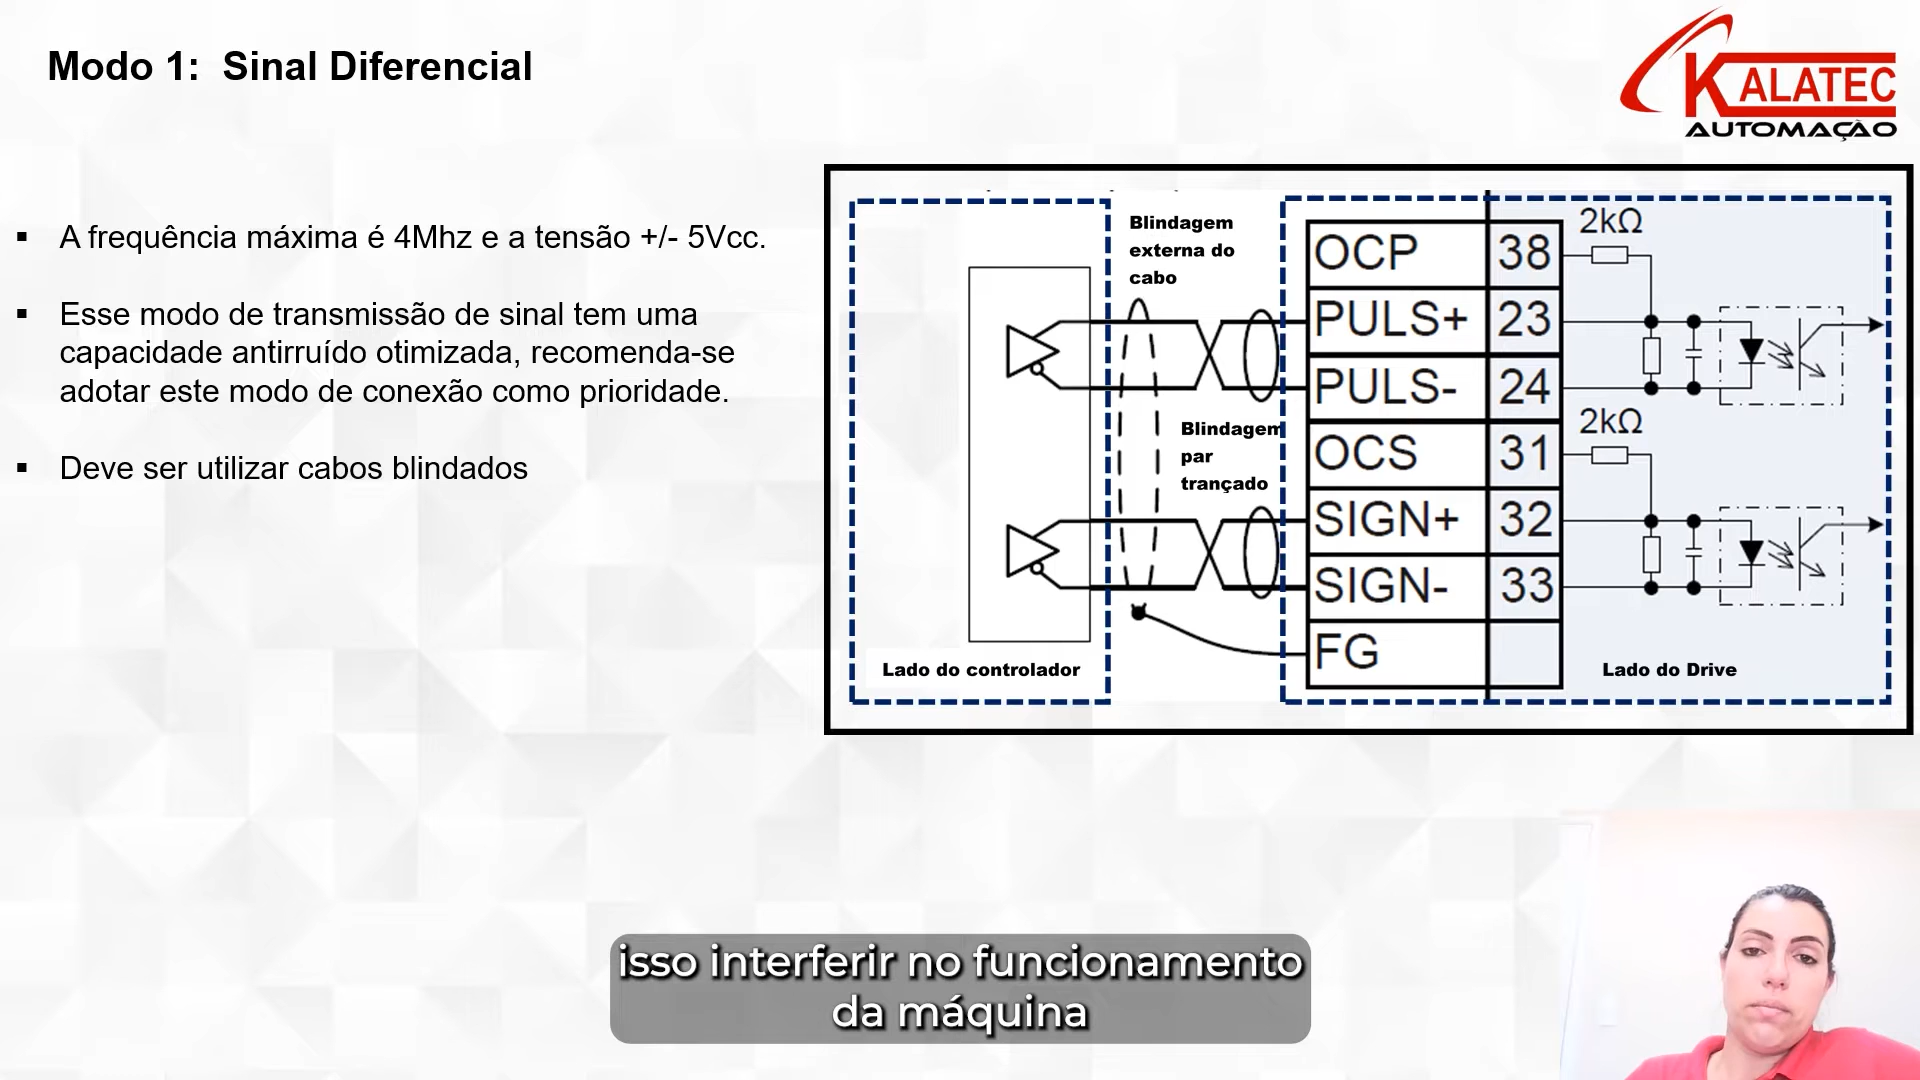 Modo 1:  Sinal Diferencial
KALATEC
AUTOMAÇÃO
▪ A frequência máxima é 4Mhz e a tensão +/- 5Vcc.
▪ Esse modo de transmissão de sinal tem uma
capacidade antirruído otimizada, recomenda-se
adotar este modo de conexão como prioridade.
▪ Deve ser utilizar cabos blindados
Blindagem
externa do
cabo
Blindagem
par
trançado
Lado do controlador
OCP 38
PULS+ 23
PULS- 24
OCS 31
SIGN+ 32
SIGN- 33
FG
2kΩ
2kΩ
Lado do Drive
isso interferir no funcionamento
da máquina